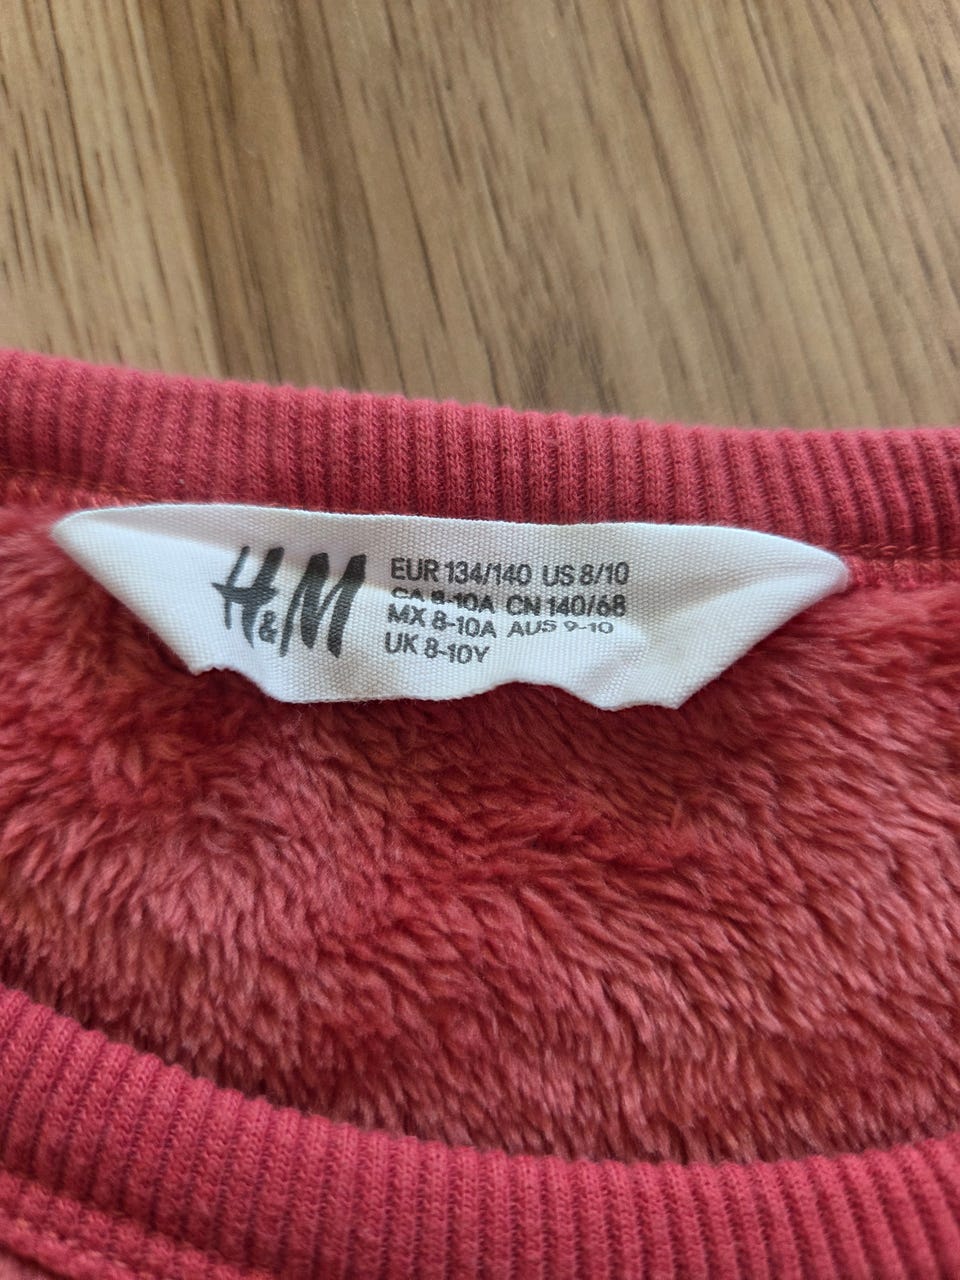 H&M
EUR 134/140 US 8/10
CA 8-10A CN 140/68
MX 8-10A AUS 9-10
UK 8-10Y